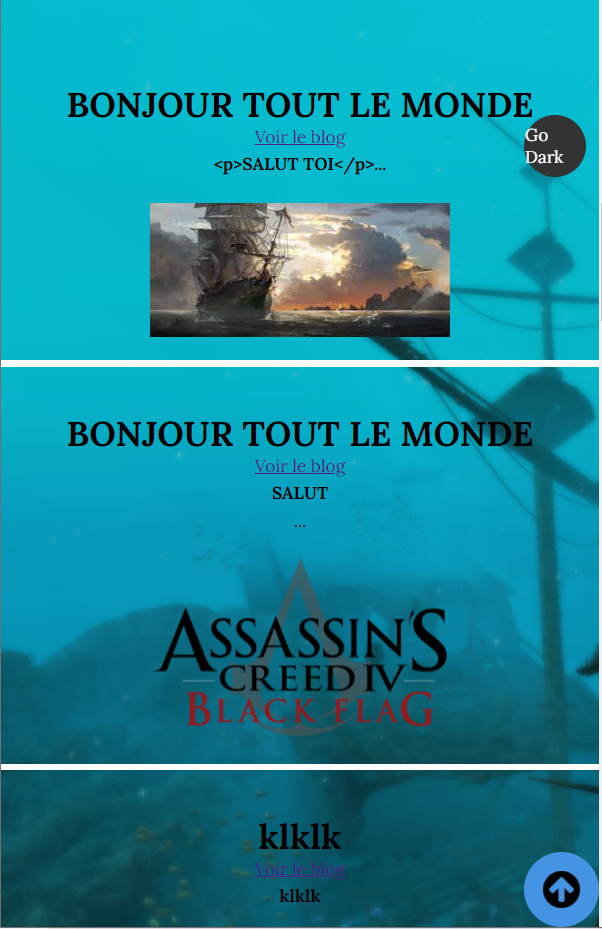 BONJOUR TOUT LE MONDE
Voir le blog
Go
Dark
<p>SALUT TOI</p>...
BONJOUR TOUT LE MONDE
Voir le blog
SALUT
...
ASSASSIN'S
CREED IV
BLACK FLAG
klklk
Voir le blog
klklk